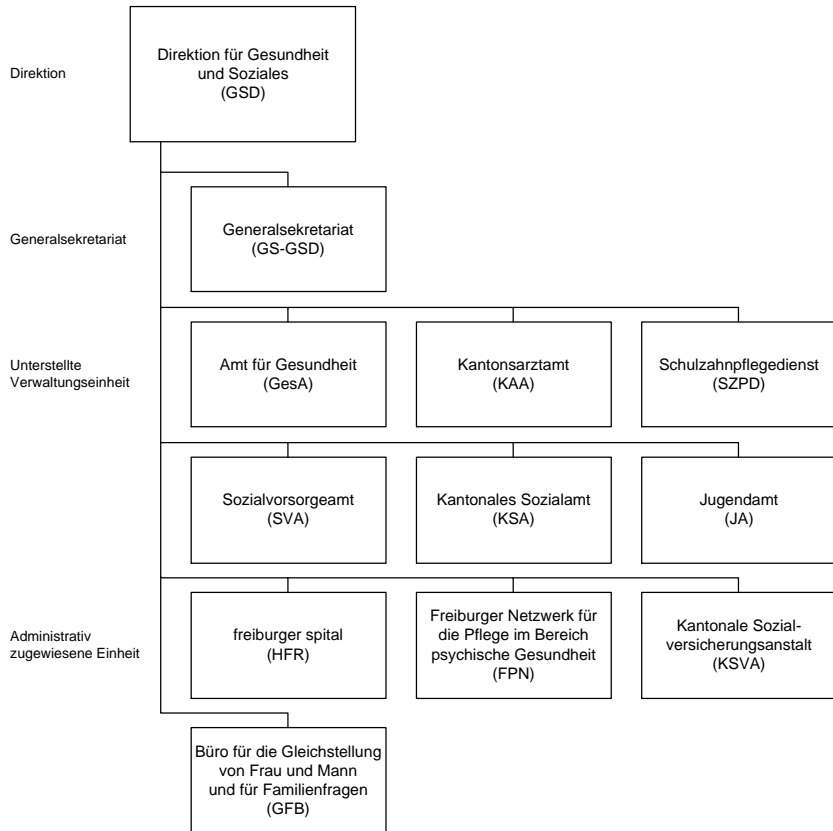 Direktion
Direktion für Gesundheit
und Soziales
(GSD)
Generalsekretariat
Generalsekretariat
(GS-GSD)
Unterstellte
Verwaltungseinheit
Amt für Gesundheit
(GesA)
Kantonsarztamt
(KAA)
Schulzahnpflegedienst
(SZPD)
Sozialvorsorgeamt
(SVA)
Kantonales Sozialamt
(KSA)
Jugendamt
(JA)
Administrativ
zugewiesene Einheit
freiburger spital
(HFR)
Freiburger Netzwerk für
die Pflege im Bereich
psychische Gesundheit
(FPN)
Kantonale Sozial-
versicherungsanstalt
(KSVA)
Büro für die Gleichstellung
von Frau und Mann
und für Familienfragen
(GFB)